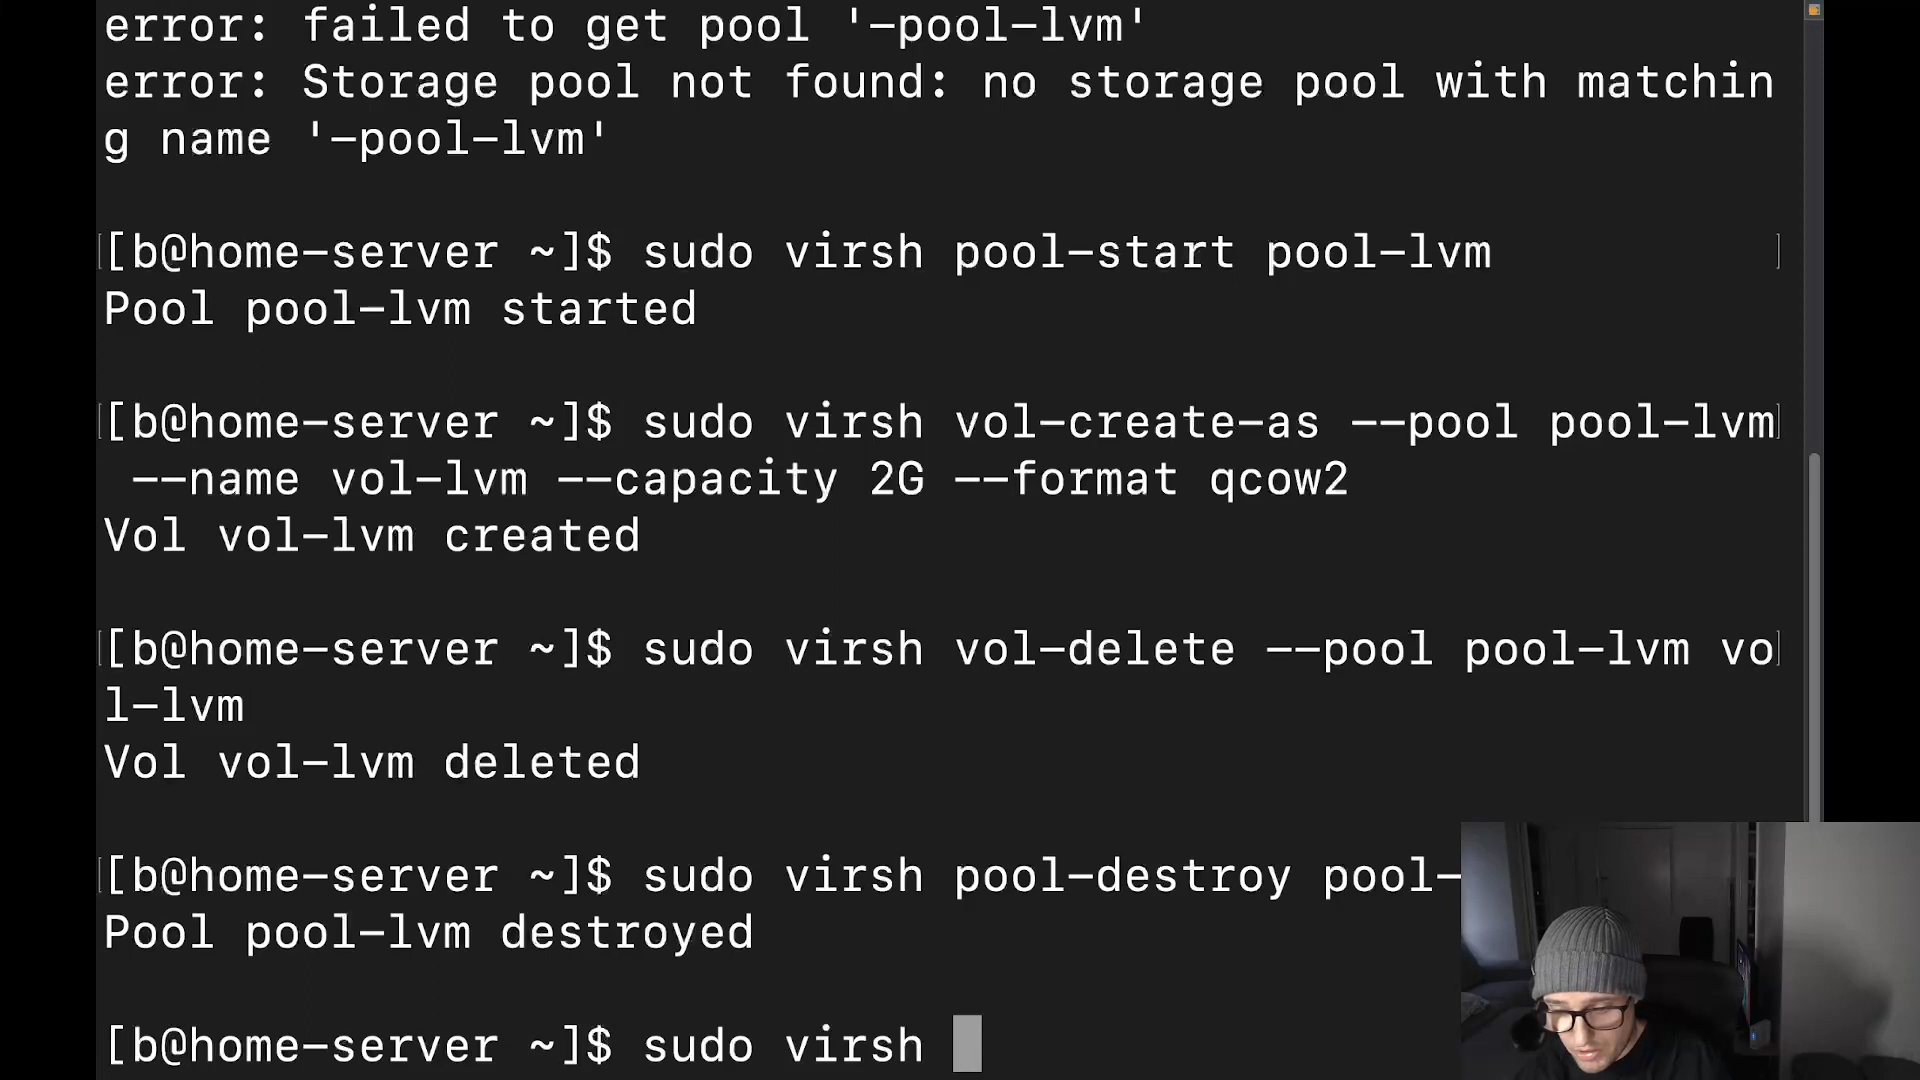 error: failed to get pool '-pool-lvm'
error: Storage pool not found: no storage pool with matchin
g name '-pool-lvm'
[b@home-server ~]$ sudo virsh pool-start pool-lvm
Pool pool-lvm started
[b@home-server ~]$ sudo virsh vol-create-as --pool pool-lvm
--name vol-lvm --capacity 2G --format qcow2
Vol vol-lvm created
[b@home-server ~]$ sudo virsh vol-delete --pool pool-lvm vo
l-lvm
Vol vol-lvm deleted
[b@home-server ~]$ sudo virsh pool-destroy pool-
Pool pool-lvm destroyed
[b@home-server ~]$ sudo virsh